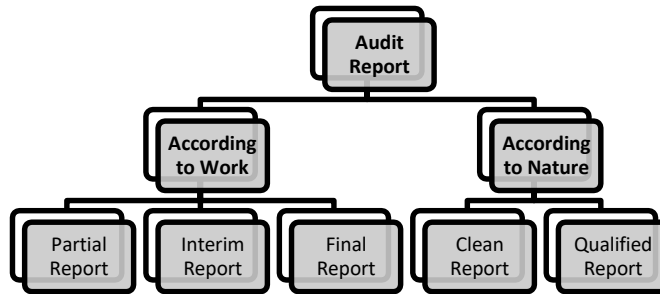 Audit
Report
According
to Work
According
to Nature
Partial
Report
Interim
Report
Final
Report
Clean
Report
Qualified
Report